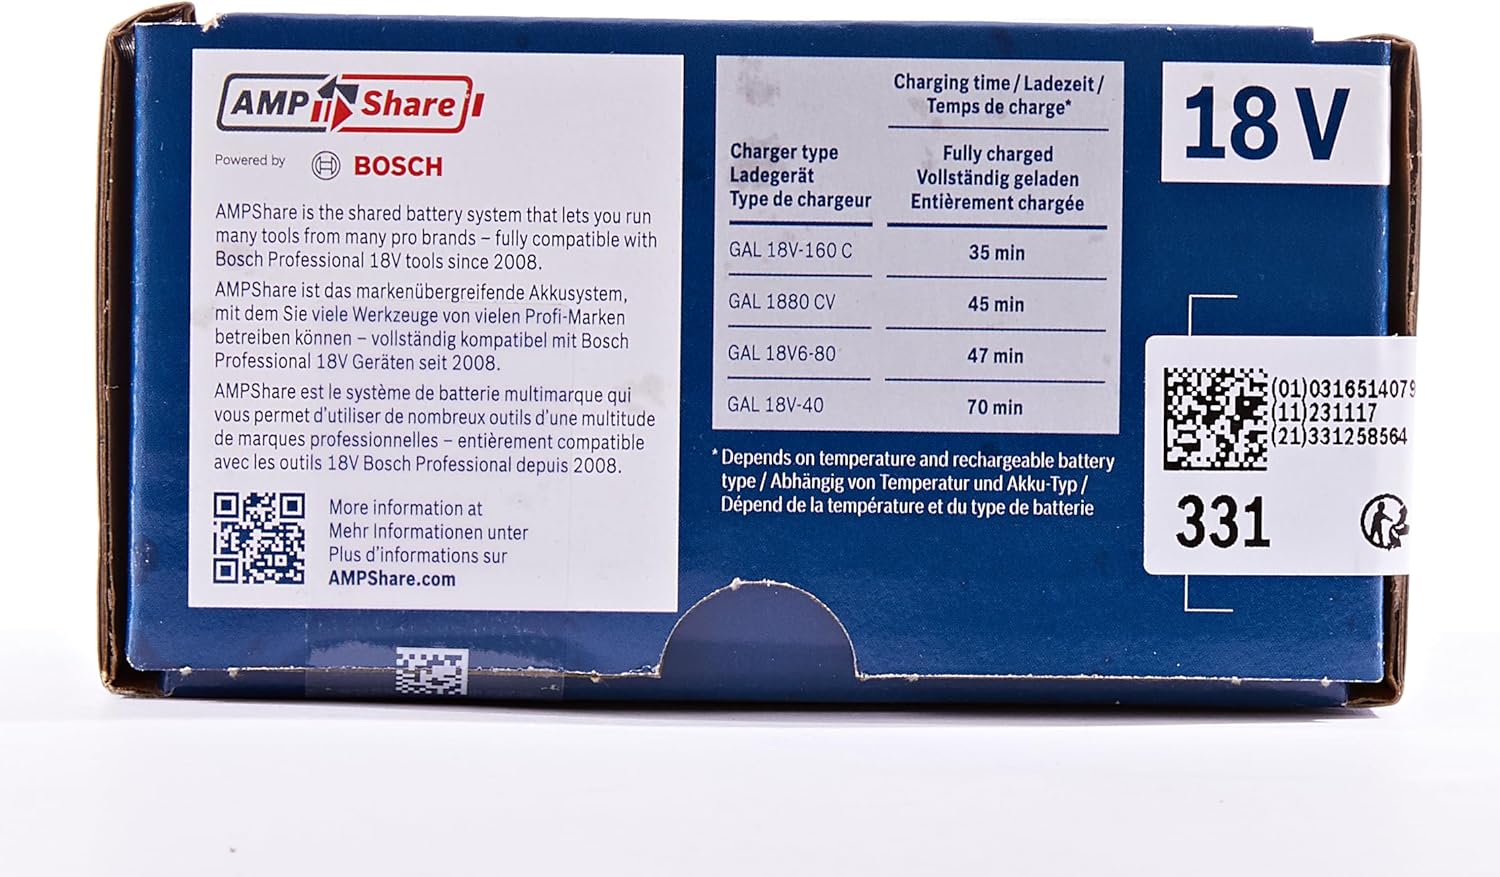 AMP Share
Powered by BOSCH
AMPShare is the shared battery system that lets you run
many tools from many pro brands – fully compatible with
Bosch Professional 18V tools since 2008.
AMPShare ist das markenübergreifende Akkusystem,
mit dem Sie viele Werkzeuge von vielen Profi-Marken
betreiben können – vollständig kompatibel mit Bosch
Professional 18V Geräten seit 2008.
AMPShare est le système de batterie multimarque qui
vous permet d'utiliser de nombreux outils d'une multitude
de marques professionnelles – entièrement compatible
avec les outils 18V Bosch Professional depuis 2008.
More information at
Mehr Informationen unter
Plus d'informations sur
AMPShare.com
Charging time / Ladezeit /
Temps de charge*
Charger type
Ladegerät
Type de chargeur
Fully charged
Vollständig geladen
Entièrement chargée
GAL 18V-160 C 35 min
GAL 1880 CV 45 min
GAL 18V6-80 47 min
GAL 18V-40 70 min
* Depends on temperature and rechargeable battery
type / Abhängig von Temperatur und Akku-Typ /
Dépend de la température et du type de batterie
18 V
(01)0316514079
(11)231117
(21)331258564
331